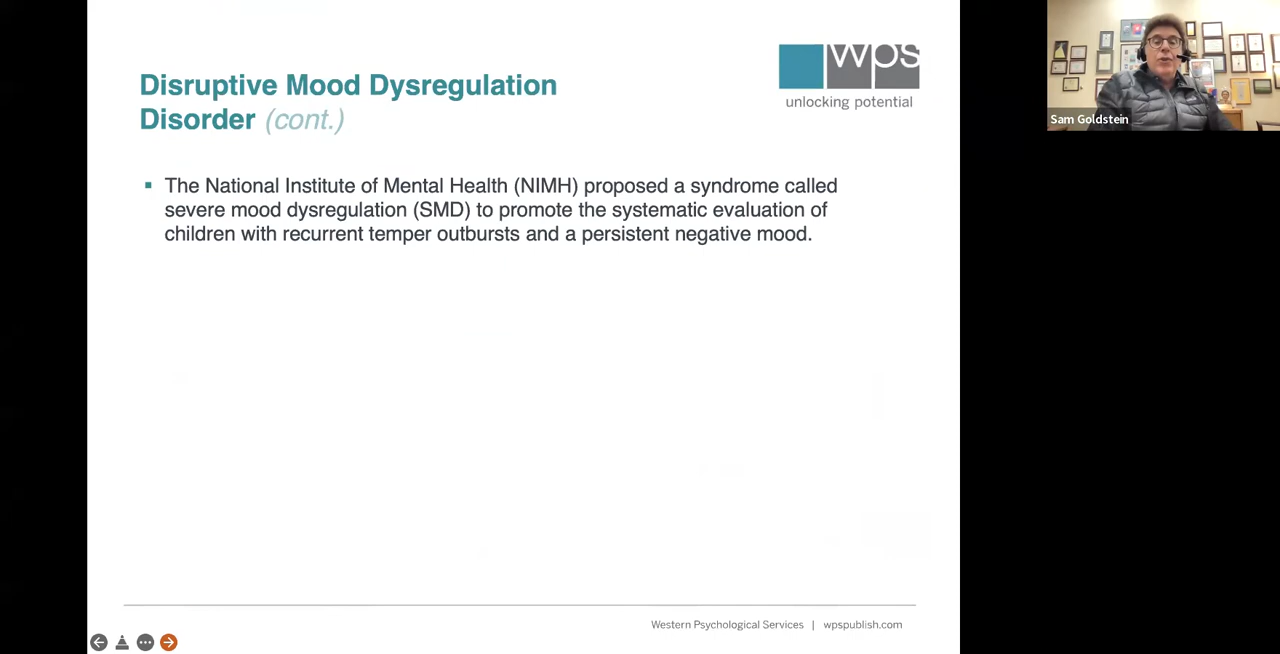 Disruptive Mood Dysregulation
Disorder (cont.)
wps
unlocking potential
▪ The National Institute of Mental Health (NIMH) proposed a syndrome called
severe mood dysregulation (SMD) to promote the systematic evaluation of
children with recurrent temper outbursts and a persistent negative mood.
Sam Goldstein
Western Psychological Services | wpspublish.com